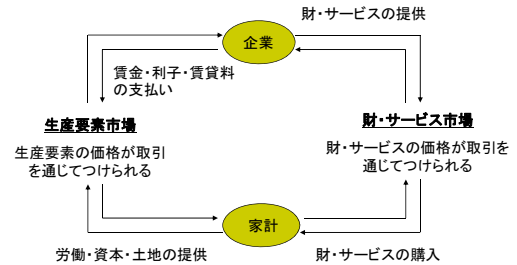 財・サービスの提供
企業
賃金・利子・賃貸料
の支払い
生産要素市場
生産要素の価格が取引
を通じてつけられる
財・サービス市場
財・サービスの価格が取引を
通じてつけられる
家計
労働・資本・土地の提供
財・サービスの購入